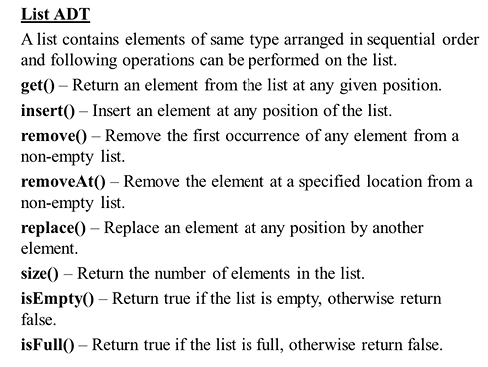 List ADT
A list contains elements of same type arranged in sequential order
and following operations can be performed on the list.
get() – Return an element from the list at any given position.
insert() – Insert an element at any position of the list.
remove() – Remove the first occurrence of any element from a
non-empty list.
removeAt() – Remove the element at a specified location from a
non-empty list.
replace() – Replace an element at any position by another
element.
size() – Return the number of elements in the list.
isEmpty() – Return true if the list is empty, otherwise return
false.
isFull() – Return true if the list is full, otherwise return false.